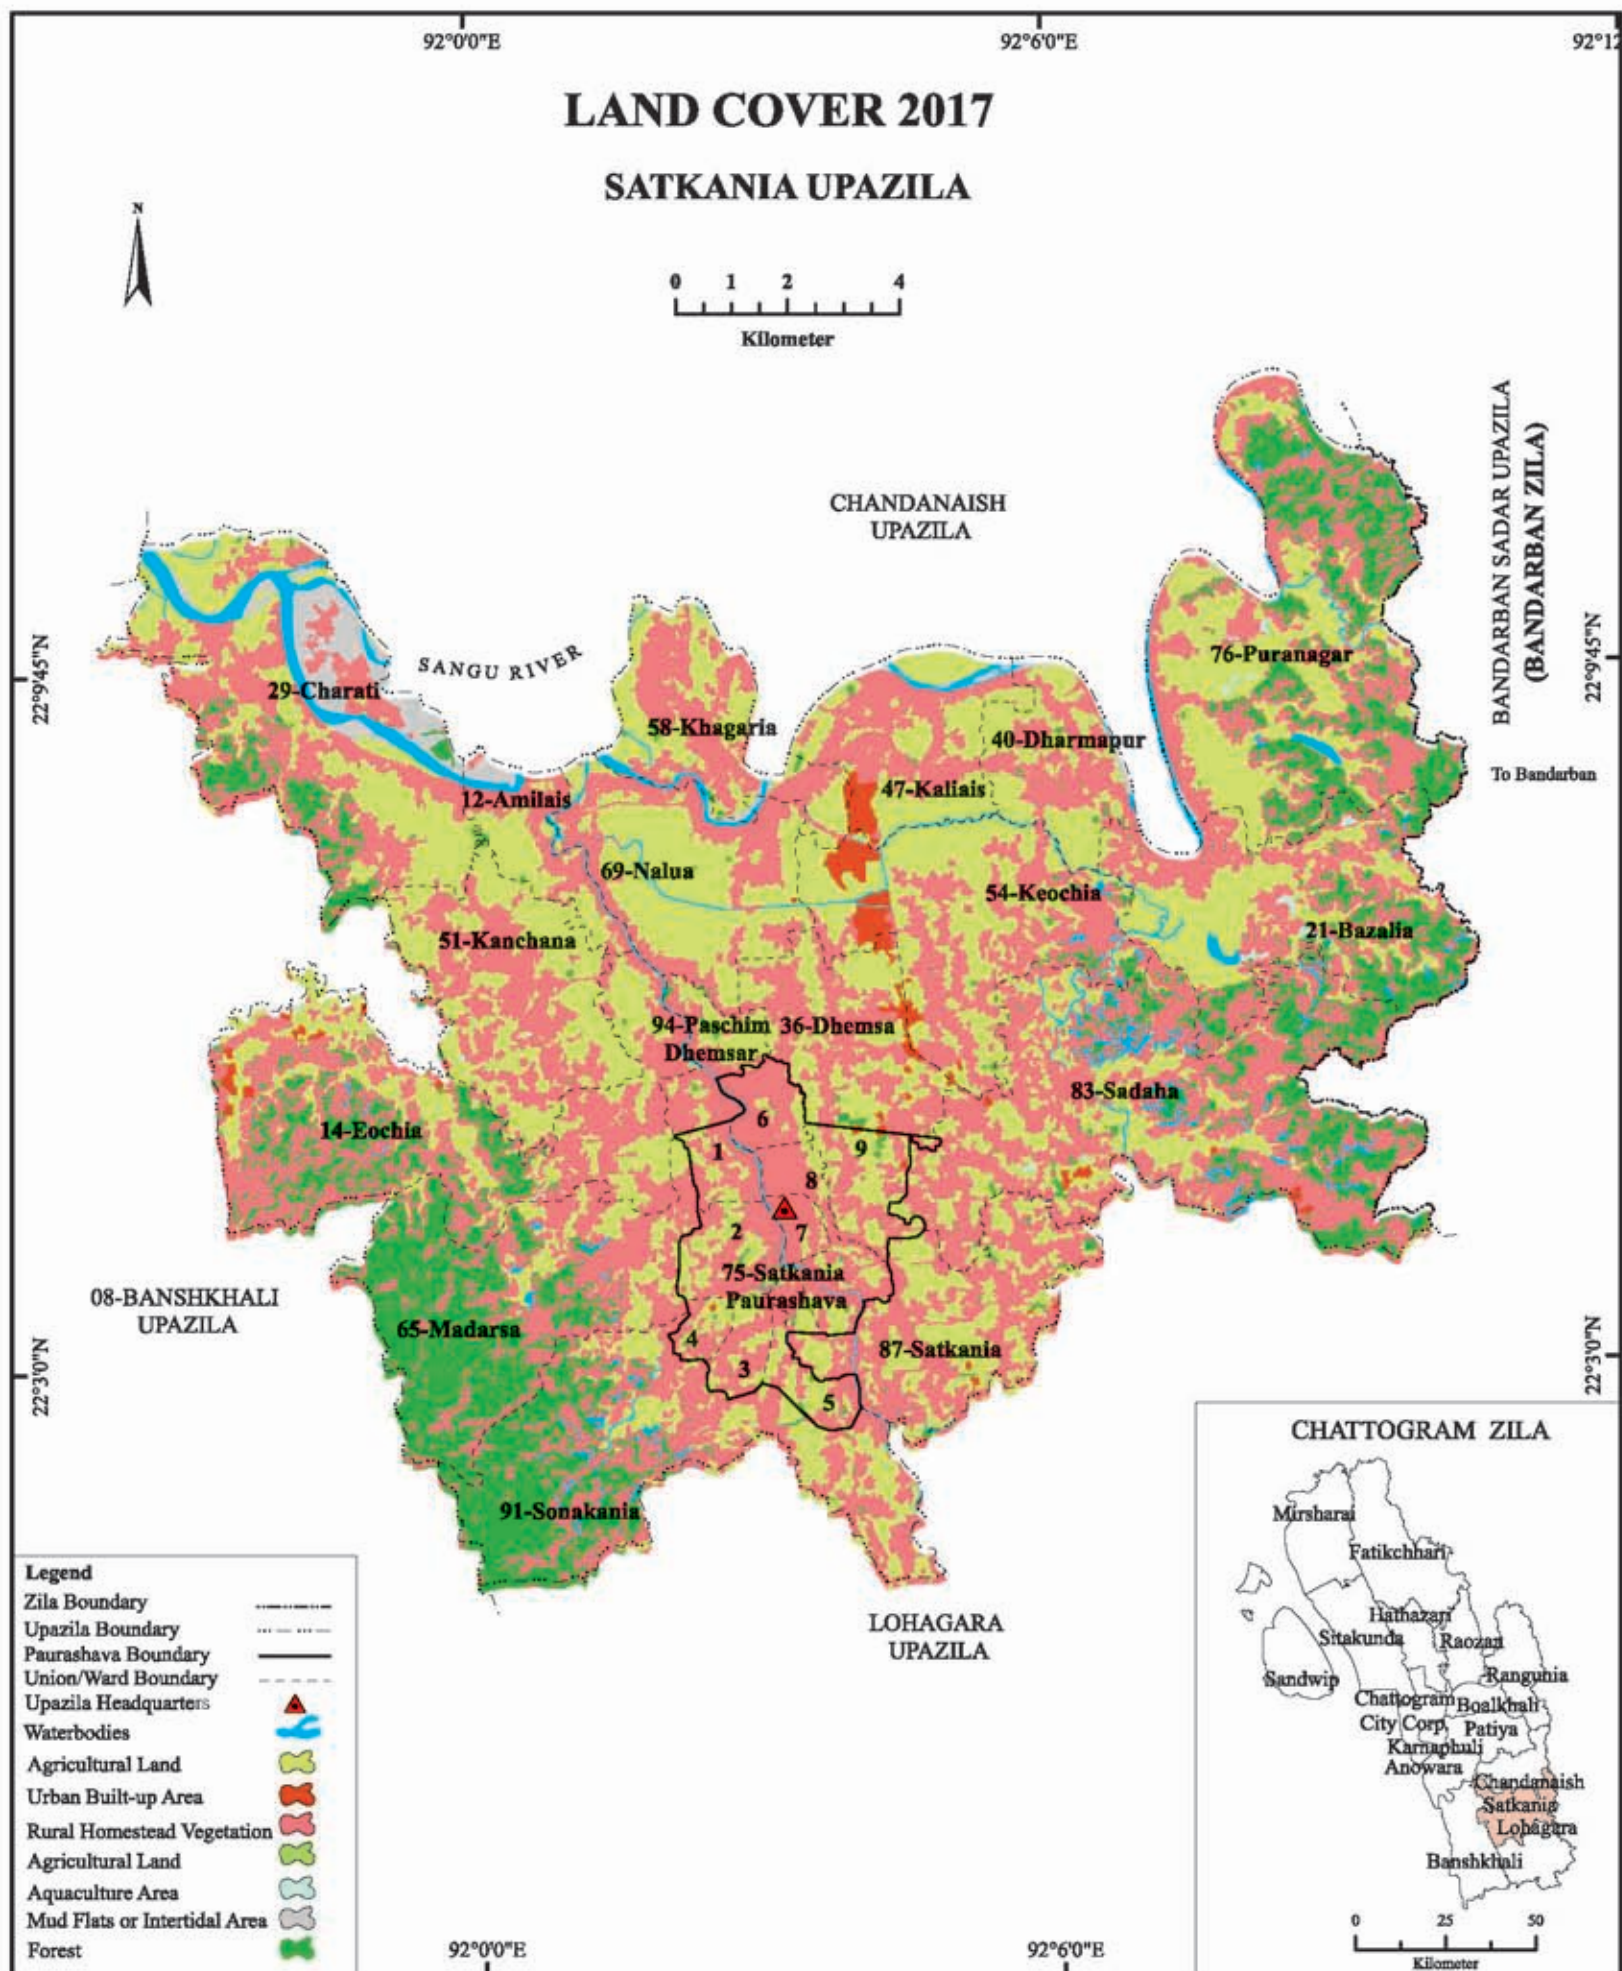 92°0'0"E
92°6'0"E
92°12
LAND COVER 2017
SATKANIA UPAZILA
N
0 1 2 4
Kilometer
CHANDANAISH
UPAZILA
BANDARBAN SADAR UPAZILA
(BANDARBAN ZILA)
22°9'45"N
22°9'45"N
SANGU RIVER
76-Puranagar
29-Charati
58-Khagaria
40-Dharmapur
To Bandarban
12-Amilais
47-Kaliais
69-Nalua
54-Keochia
51-Kanchana
21-Bazalia
94-Paschim
Dhemsar
36-Dhemsa
83-Sadaha
14-Eochia
6
1
9
8
2
7
75-Satkania
Paurashava
08-BANSHKHALI
UPAZILA
65-Madarsa
4
3
87-Satkania
5
22°3'0"N
22°3'0"N
91-Sonakania
LOHAGARA
UPAZILA
Legend
Zila Boundary
Upazila Boundary
Paurashava Boundary
Union/Ward Boundary
Upazila Headquarters
Waterbodies
Agricultural Land
Urban Built-up Area
Rural Homestead Vegetation
Agricultural Land
Aquaculture Area
Mud Flats or Intertidal Area
Forest
92°0'0"E
92°6'0"E
CHATTOGRAM ZILA
Mirsharai
Fatikchhari
Hathazari
Sitakunda
Raozan
Sandwip
Rangunia
Chattogram
City Corp.
Boalkhali
Patiya
Karnaphuli
Anowara
Chandanaish
Satkania
Lohagara
Banshkhali
0 25 50
Kilometer